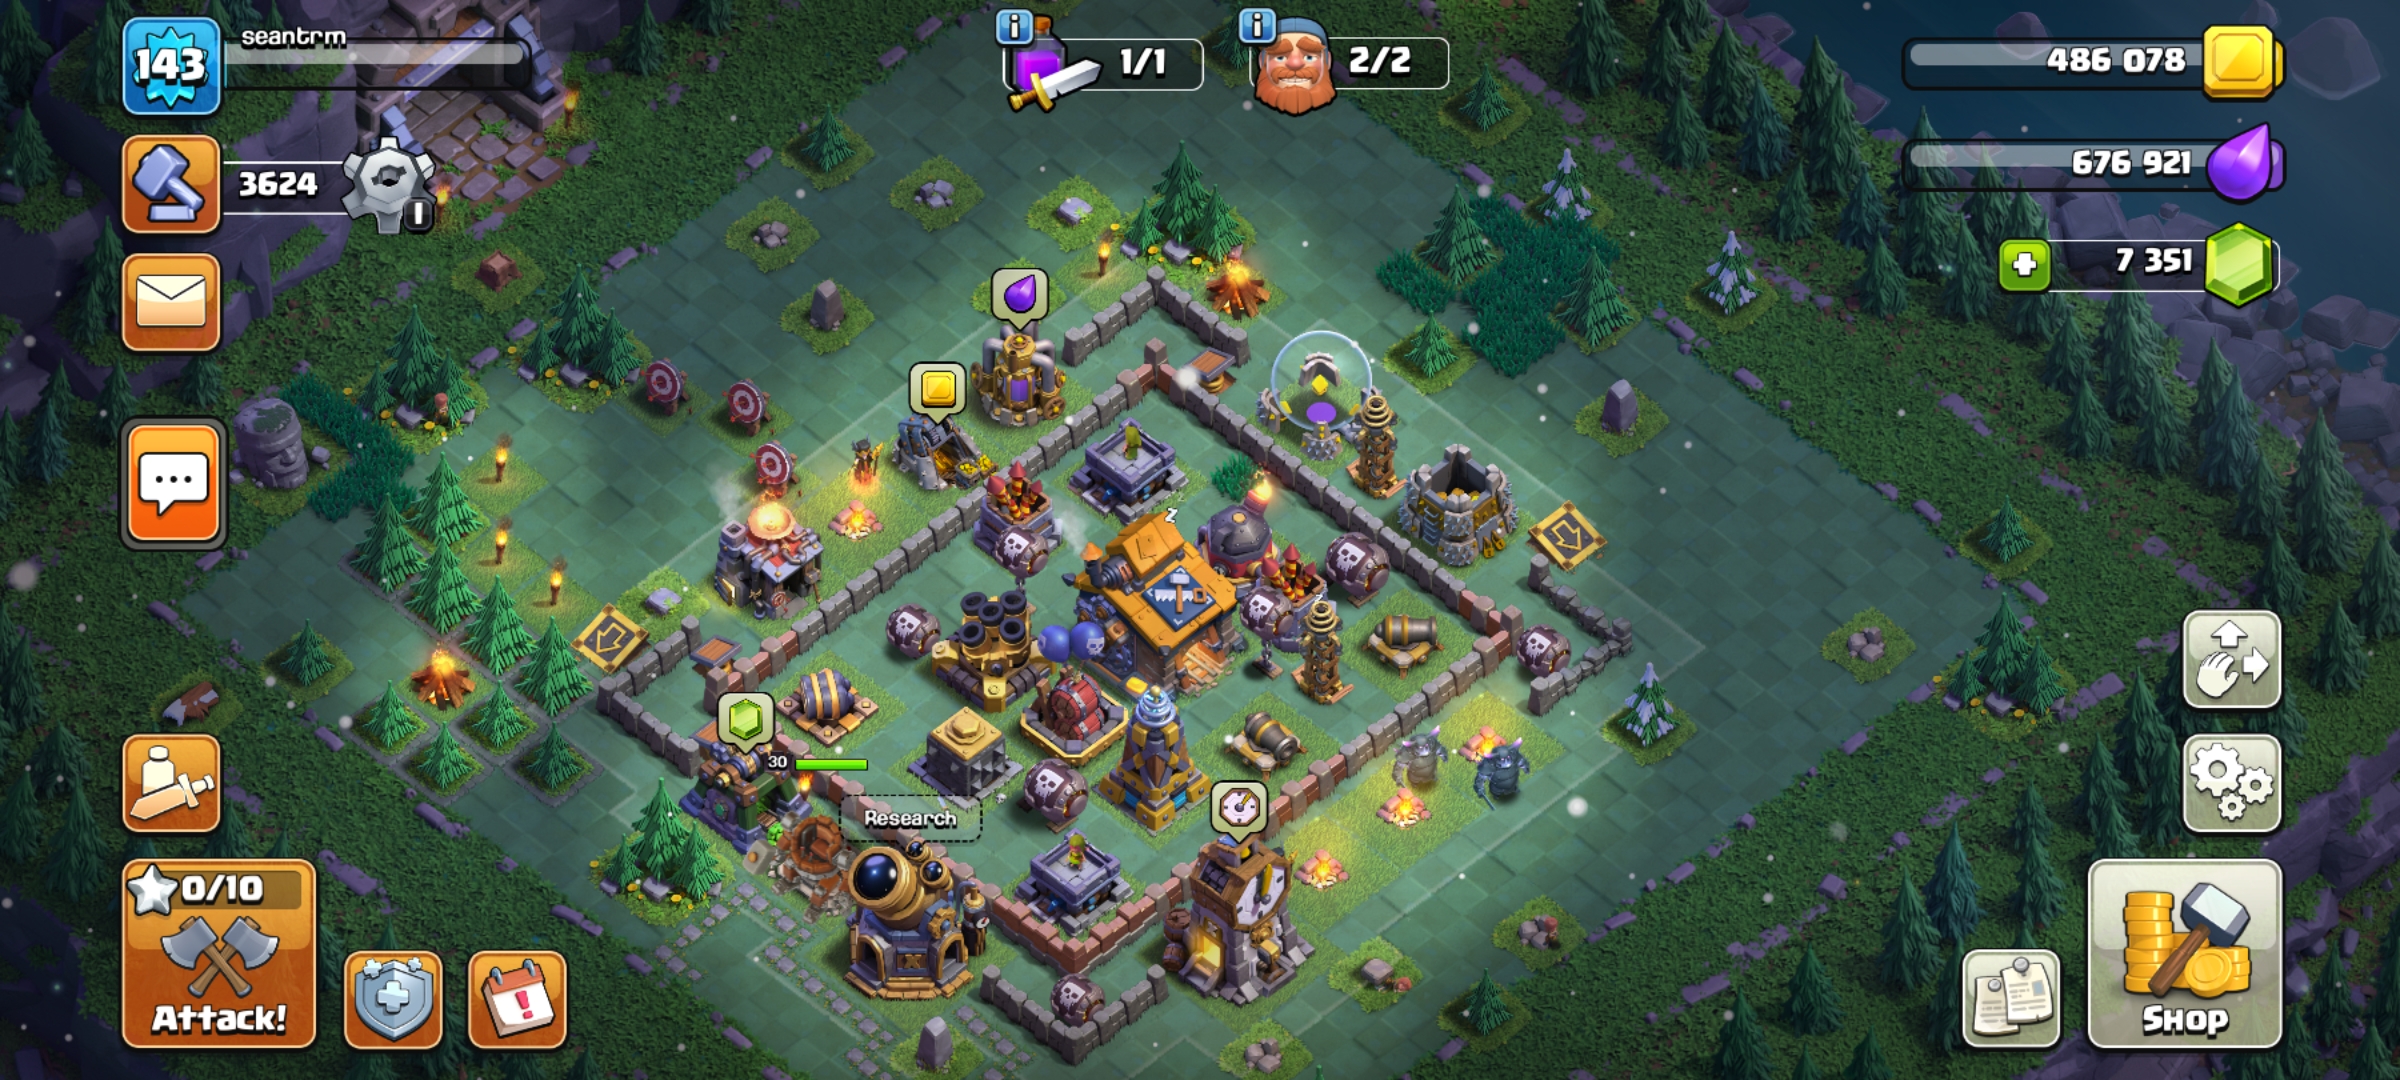 143
seantrm
1/1
2/2
486 078
3624
I
676 921
7 351
z
z
30
Research
0/10
Attack!
Shop